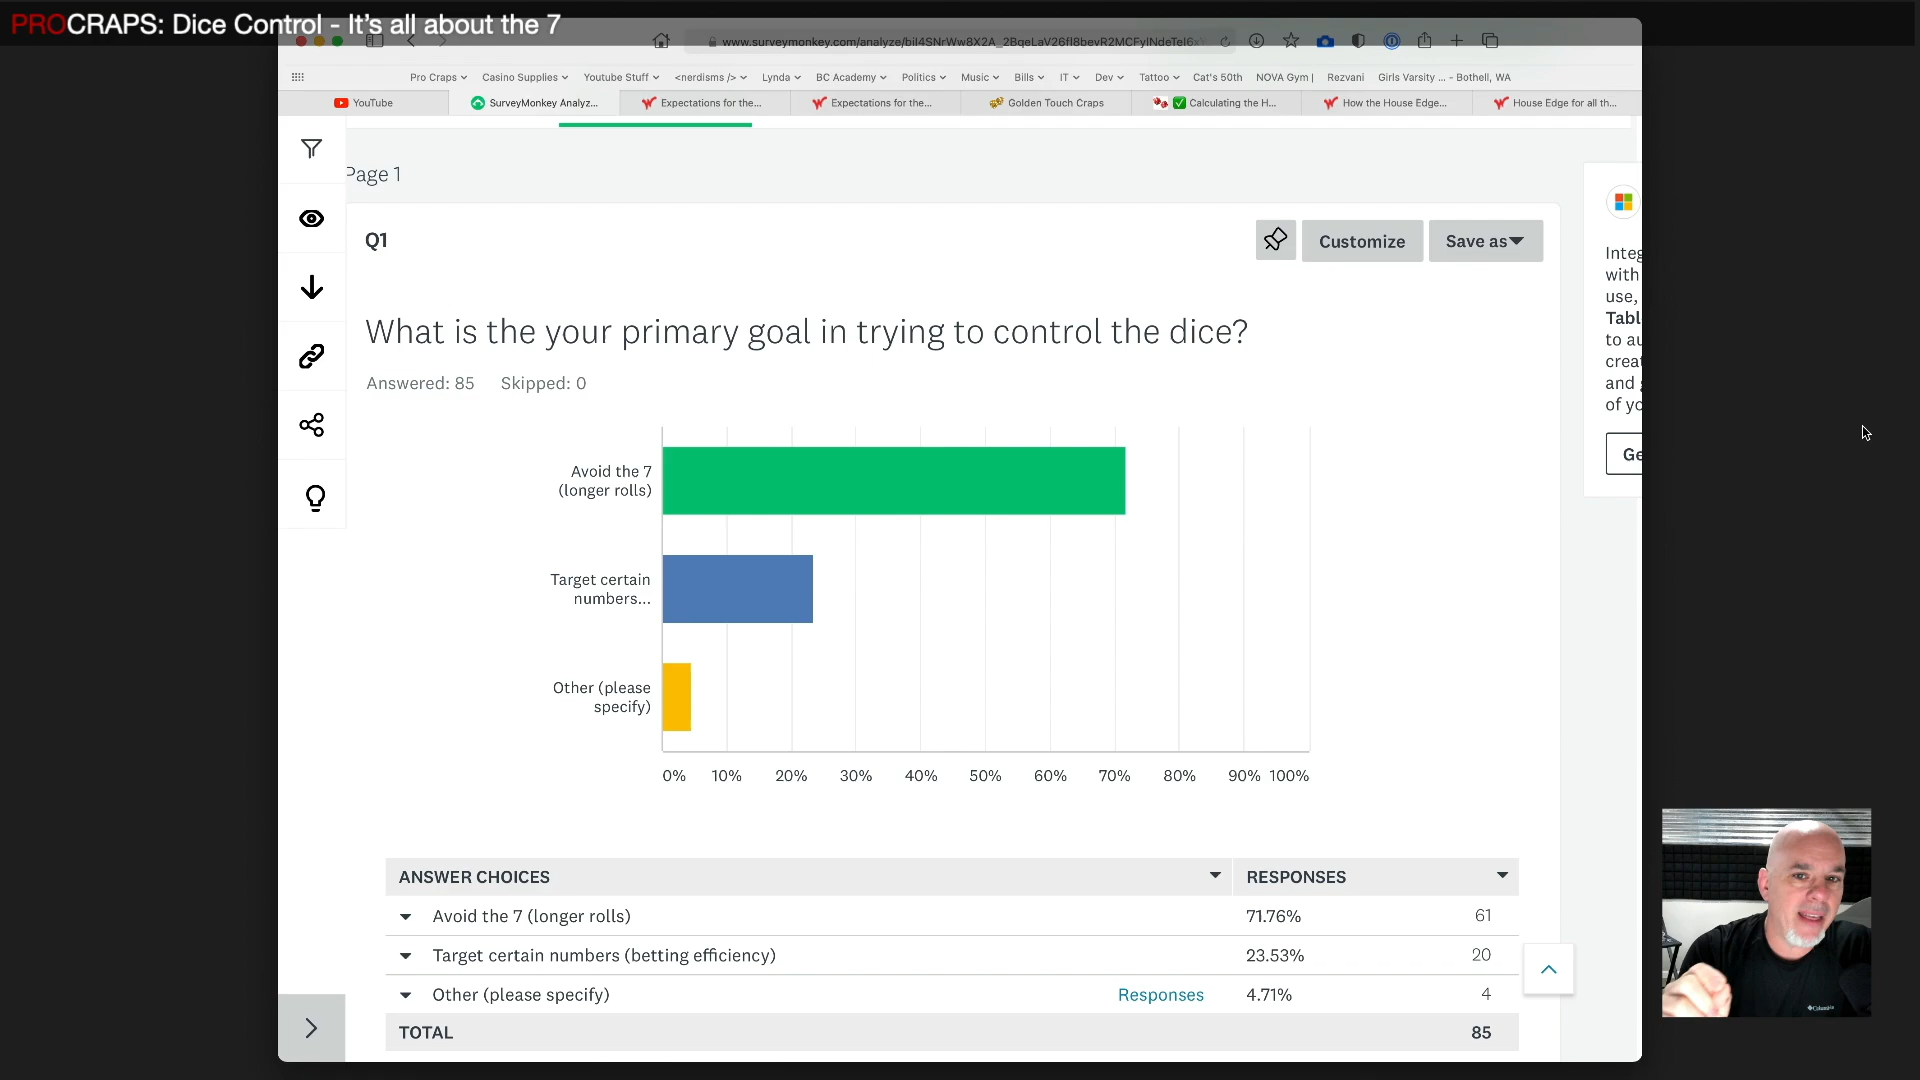 PROCRAPS: Dice Control - It's all about the 7
Pro Craps Casino Supplies Youtube Stuff <nerdisms /> Lynda BC Academy Politics Music Bills IT Dev Tattoo Cat's 50th NOVA Gym | Rezvani Girls Varsity ... - Bothell, WA
YouTube SurveyMonkey Analyz... Expectations for the... Expectations for the... Golden Touch Craps Calculating the H... How the House Edge... House Edge for all th...
Page 1
Q1
Customize
Save as
What is the your primary goal in trying to control the dice?
Answered: 85 Skipped: 0
Avoid the 7
(longer rolls)
Target certain
numbers...
Other (please
specify)
0% 10% 20% 30% 40% 50% 60% 70% 80% 90% 100%
ANSWER CHOICES RESPONSES
Avoid the 7 (longer rolls) 71.76% 61
Target certain numbers (betting efficiency) 23.53% 20
Other (please specify) Responses 4.71% 4
TOTAL 85
Integ
with
use,
Tabl
to au
creat
and
of yo
Ge
Columbia